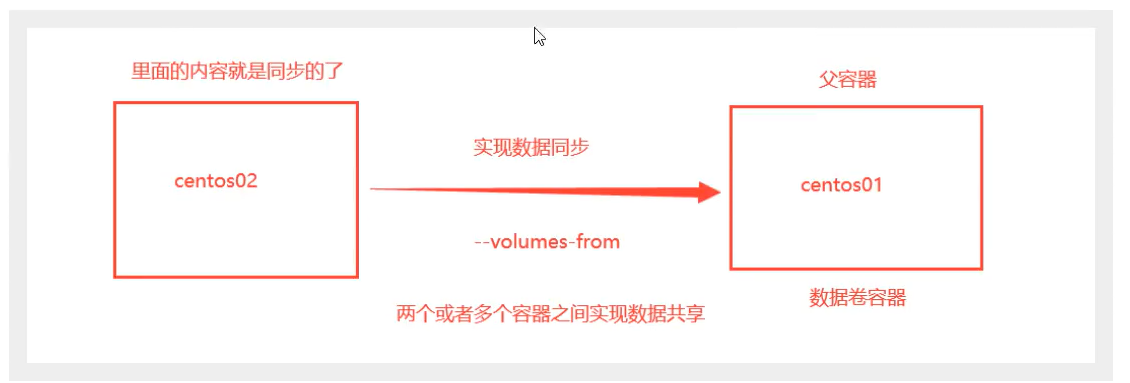 里面的内容就是同步的了
父容器
实现数据同步
centos02
centos01
--volumes-from
数据卷容器
两个或者多个容器之间实现数据共享